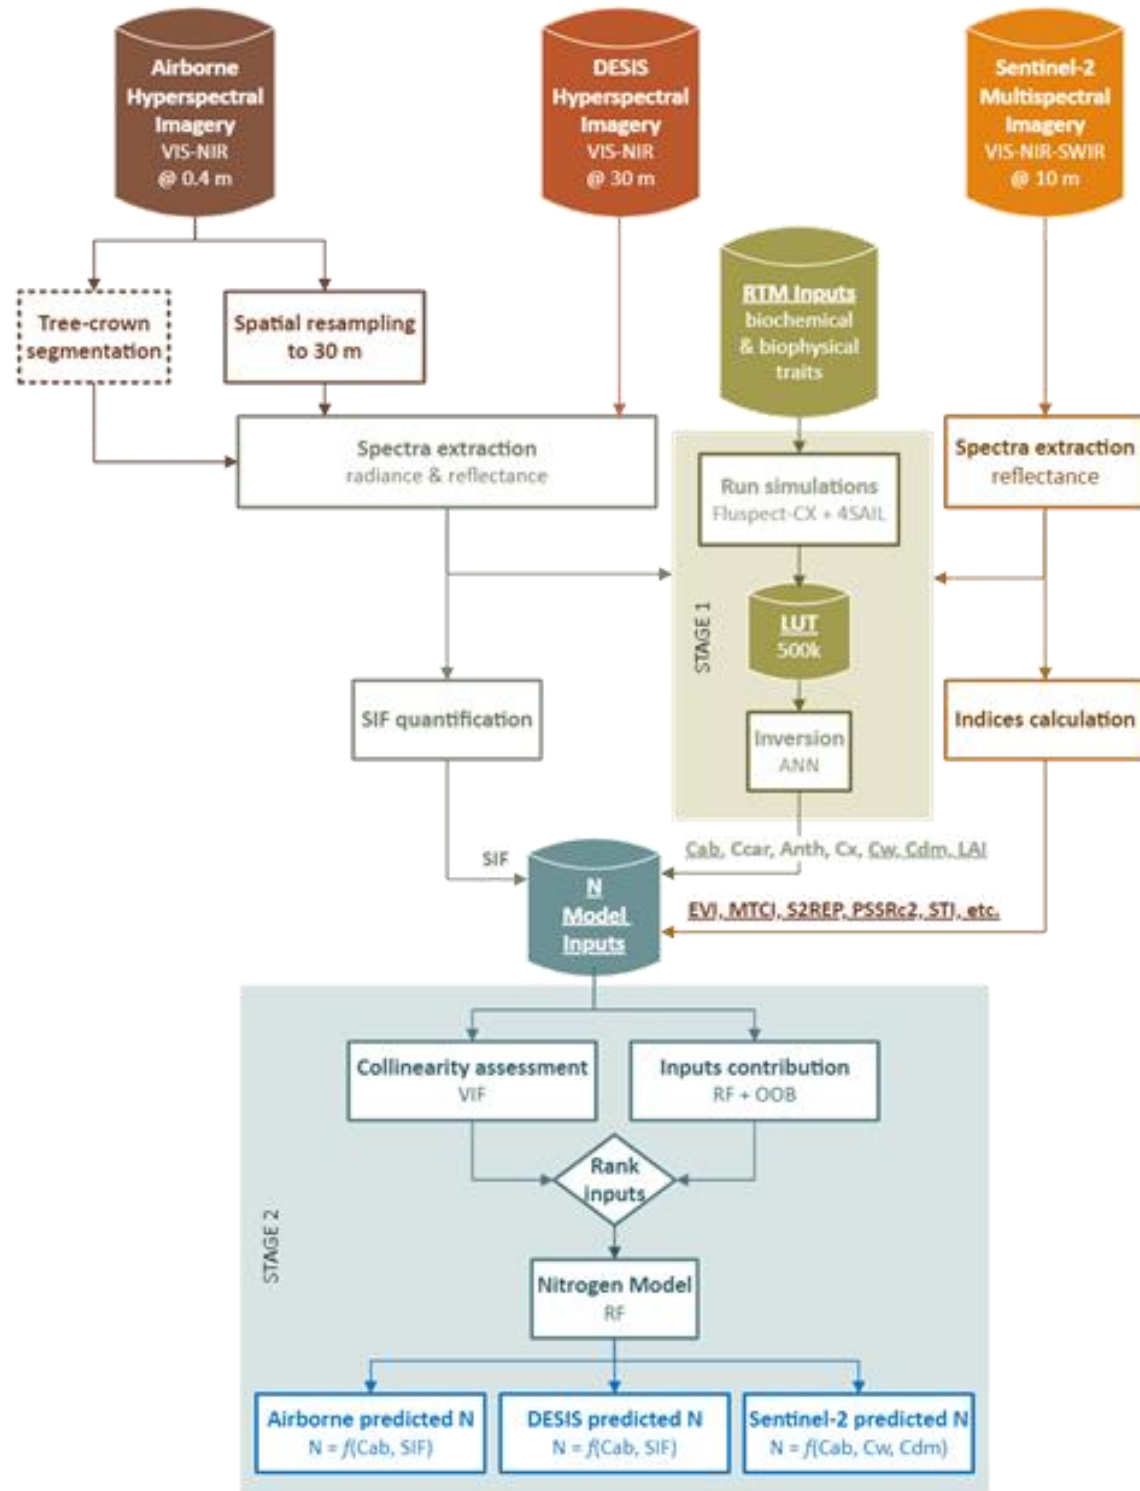 Airborne
Hyperspectral
Imagery
VIS-NIR
@ 0.4 m
DESIS
Hyperspectral
Imagery
VIS-NIR
@ 30 m
Sentinel-2
Multispectral
Imagery
VIS-NIR-SWIR
@ 10 m
RTM Inputs
biochemical
& biophysical
traits
Tree-crown
segmentation
Spatial resampling
to 30 m
Spectra extraction
radiance & reflectance
Spectra extraction
reflectance
Run simulations
Fluspect-CX + 4SAIL
STAGE 1
LUT
500k
SIF quantification
Inversion
ANN
Indices calculation
SIF
Cab, Ccar, Anth, Cx, Cw, Cdm, LAI
N
Model
Inputs
EVI, MTCI, S2REP, PSSRc2, STI, etc.
Collinearity assessment
VIF
Inputs contribution
RF + OOB
Rank
inputs
STAGE 2
Nitrogen Model
RF
Airborne predicted N
N = f(Cab, SIF)
DESIS predicted N
N = f(Cab, SIF)
Sentinel-2 predicted N
N = f(Cab, Cw, Cdm)